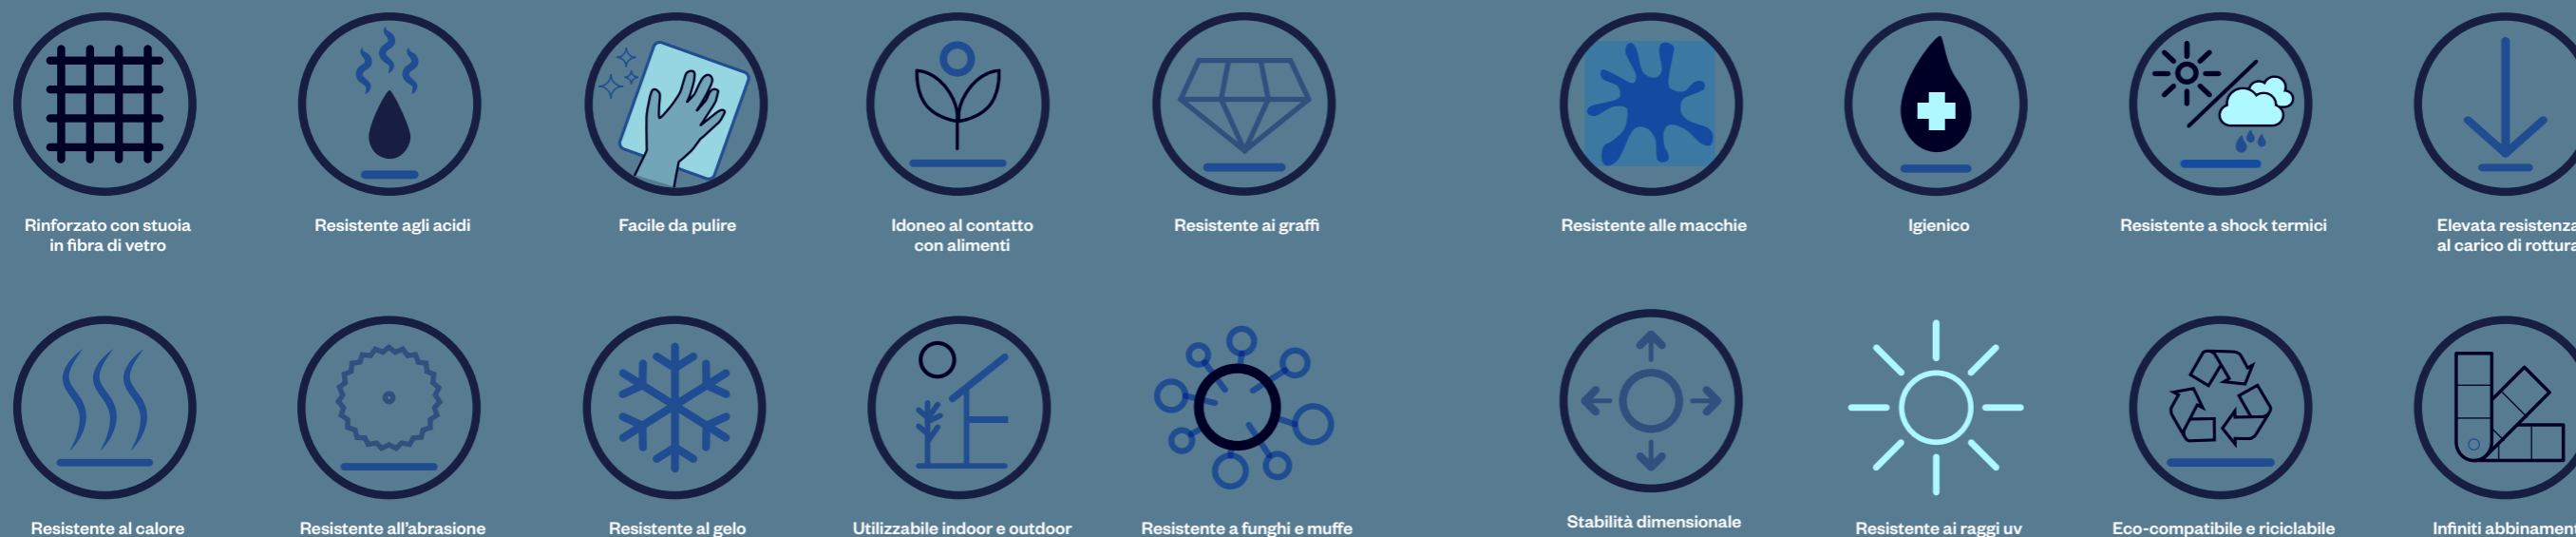 Rinforzato con stuoia
in fibra di vetro
Resistente agli acidi
Facile da pulire
Idoneo al contatto
con alimenti
Resistente ai graffi
Resistente alle macchie
Igienico
Resistente a shock termici
Elevata resistenza
al carico di rottura
Resistente al calore
Resistente all'abrasione
Resistente al gelo
Utilizzabile indoor e outdoor
Resistente a funghi e muffe
Stabilità dimensionale
Resistente ai raggi uv
Eco-compatibile e riciclabile
Infiniti